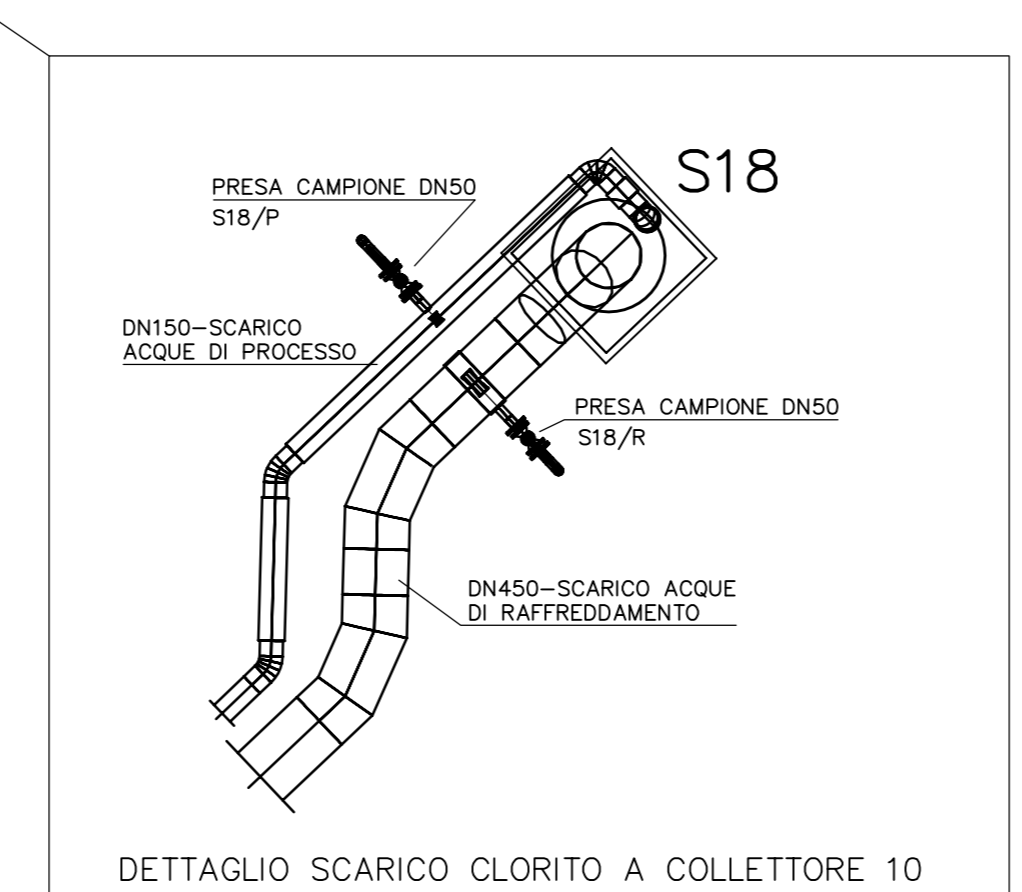 S18
PRESA CAMPIONE DN50
S18/P
DN150-SCARICO
ACQUE DI PROCESSO
PRESA CAMPIONE DN50
S18/R
DN450-SCARICO ACQUE
DI RAFFREDDAMENTO
DETTAGLIO SCARICO CLORITO A COLLETTORE 10